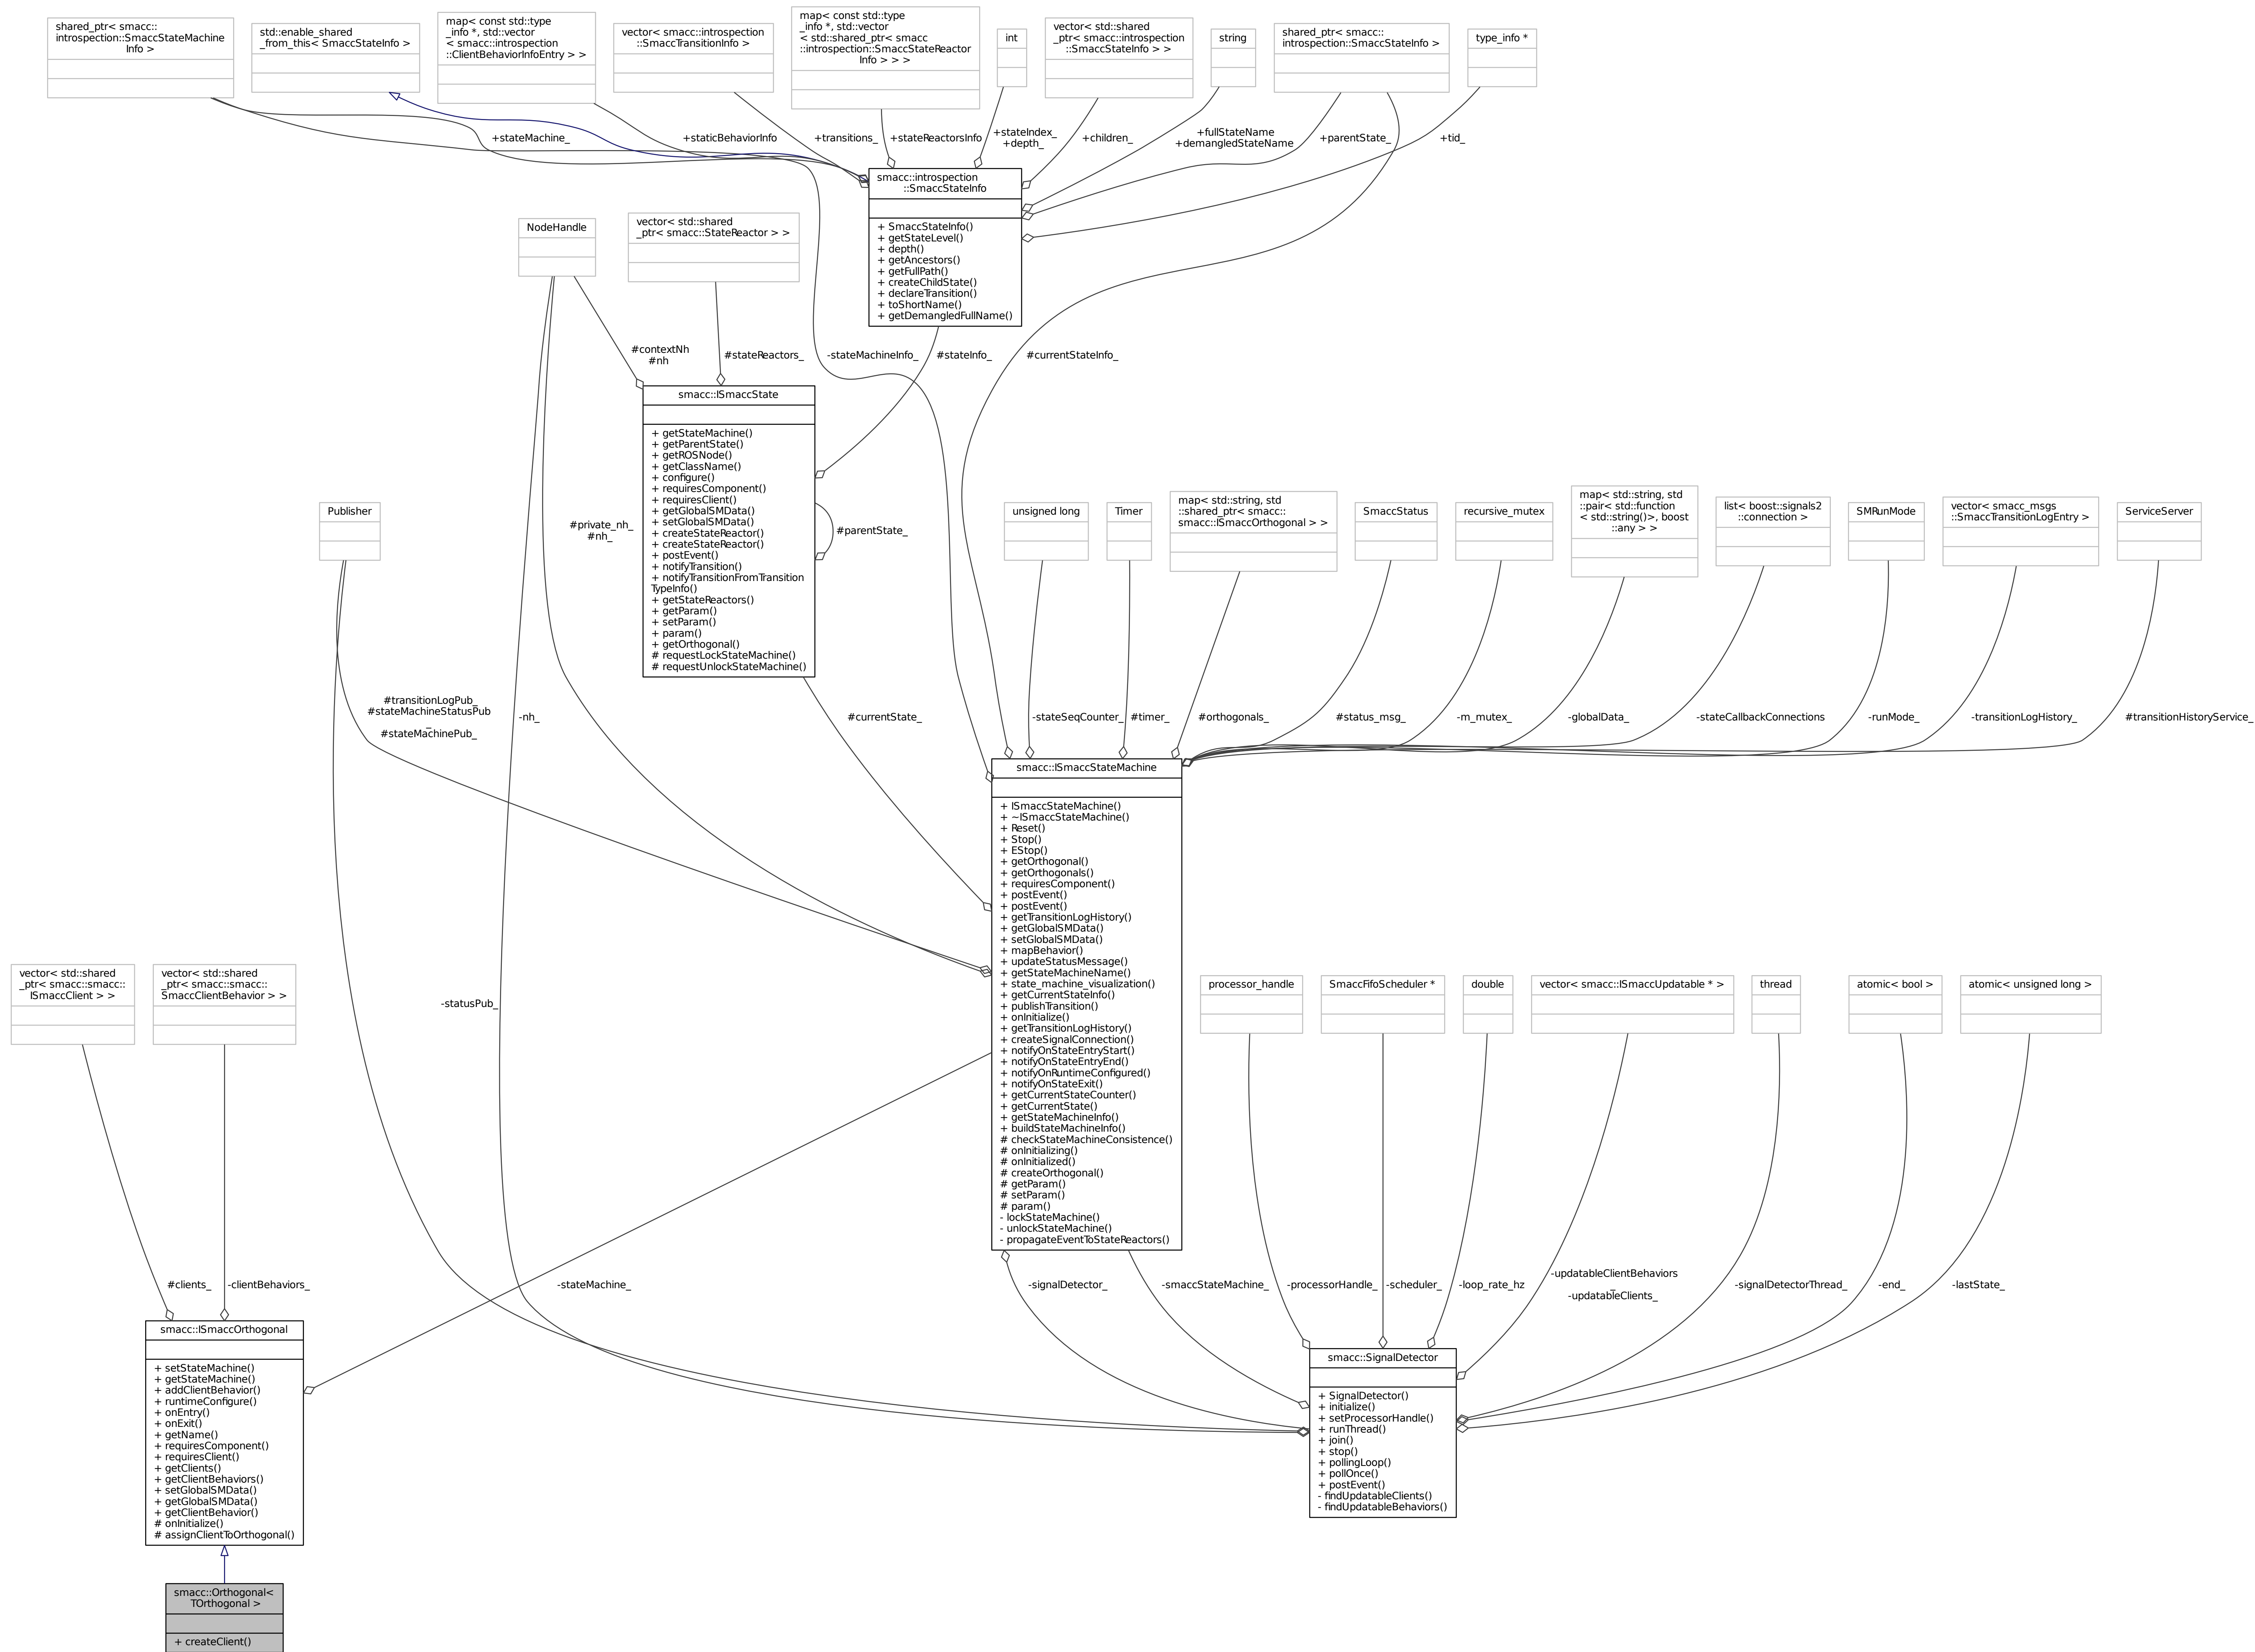 shared_ptr< smacc::
introspection::SmaccStateMachine
Info >
std::enable_shared
_from_this< SmaccStateInfo >
map< const std::type
_info *, std::vector
< smacc::introspection
::ClientBehaviorInfoEntry > >
vector< smacc::introspection
::SmaccTransitionInfo >
map< const std::type
_info *, std::vector
< std::shared_ptr< smacc
::introspection::SmaccStateReactor
Info > > >
int
vector< std::shared
_ptr< smacc::introspection
::SmaccStateInfo > >
string
shared_ptr< smacc::
introspection::SmaccStateInfo >
type_info *
+stateMachine_
+staticBehaviorInfo
+transitions_
+stateReactorsInfo
+stateIndex_
+depth_
+children_
+fullStateName
+demangledStateName
+parentState_
+tid_
smacc::introspection
::SmaccStateInfo
+ SmaccStateInfo()
+ getStateLevel()
+ depth()
+ getAncestors()
+ getFullPath()
+ createChildState()
+ declareTransition()
+ toShortName()
+ getDemangledFullName()
NodeHandle
vector< std::shared
_ptr< smacc::StateReactor > >
#contextNh
#nh
#stateReactors_
-stateMachineInfo_
#stateInfo_
#currentStateInfo_
smacc::ISmaccState
+ getStateMachine()
+ getParentState()
+ getROSNode()
+ getClassName()
+ configure()
+ requiresComponent()
+ requiresClient()
+ getGlobalSMData()
+ setGlobalSMData()
+ createStateReactor()
+ createStateReactor()
+ postEvent()
+ notifyTransition()
+ notifyTransitionFromTransition
TypeInfo()
+ getStateReactors()
+ getParam()
+ setParam()
+ param()
+ getOrthogonal()
# requestLockStateMachine()
# requestUnlockStateMachine()
#parentState_
Publisher
#private_nh_
#nh_
unsigned long
Timer
map< std::string, std
::shared_ptr< smacc::
smacc::ISmaccOrthogonal > >
SmaccStatus
recursive_mutex
map< std::string, std
::pair< std::function
< std::string()>, boost
::any > >
list< boost::signals2
::connection >
SMRunMode
vector< smacc_msgs
::SmaccTransitionLogEntry >
ServiceServer
#transitionLogPub_
#stateMachineStatusPub
_
#stateMachinePub_
-nh_
#currentState_
-stateSeqCounter_
#timer_
#orthogonals_
#status_msg_
-m_mutex_
-globalData_
-stateCallbackConnections
-runMode_
-transitionLogHistory_
#transitionHistoryService_
smacc::ISmaccStateMachine
+ ISmaccStateMachine()
+ ~ISmaccStateMachine()
+ Reset()
+ Stop()
+ EStop()
+ getOrthogonal()
+ getOrthogonals()
+ requiresComponent()
+ postEvent()
+ postEvent()
+ getTransitionLogHistory()
+ getGlobalSMData()
+ setGlobalSMData()
+ mapBehavior()
+ updateStatusMessage()
+ getStateMachineName()
+ state_machine_visualization()
+ getCurrentStateInfo()
+ publishTransition()
+ onInitialize()
+ getTransitionLogHistory()
+ createSignalConnection()
+ notifyOnStateEntryStart()
+ notifyOnStateEntryEnd()
+ notifyOnRuntimeConfigured()
+ notifyOnStateExit()
+ getCurrentStateCounter()
+ getCurrentState()
+ getStateMachineInfo()
+ buildStateMachineInfo()
# checkStateMachineConsistence()
# onInitializing()
# onInitialized()
# createOrthogonal()
# getParam()
# setParam()
# param()
- lockStateMachine()
- unlockStateMachine()
- propagateEventToStateReactors()
vector< std::shared
_ptr< smacc::smacc::
ISmaccClient > >
vector< std::shared
_ptr< smacc::smacc::
SmaccClientBehavior > >
-statusPub_
processor_handle
SmaccFifoScheduler *
double
vector< smacc::ISmaccUpdatable * >
thread
atomic< bool >
atomic< unsigned long >
#clients_
-clientBehaviors_
-stateMachine_
-signalDetector_
-smaccStateMachine_
-processorHandle_
-scheduler_
-loop_rate_hz
-updatableClientBehaviors
_
-updatableClients_
-signalDetectorThread_
-end_
-lastState_
smacc::ISmaccOrthogonal
+ setStateMachine()
+ getStateMachine()
+ addClientBehavior()
+ runtimeConfigure()
+ onEntry()
+ onExit()
+ getName()
+ requiresComponent()
+ requiresClient()
+ getClients()
+ getClientBehaviors()
+ setGlobalSMData()
+ getGlobalSMData()
+ getClientBehavior()
# onInitialize()
# assignClientToOrthogonal()
smacc::SignalDetector
+ SignalDetector()
+ initialize()
+ setProcessorHandle()
+ runThread()
+ join()
+ stop()
+ pollingLoop()
+ pollOnce()
+ postEvent()
- findUpdatableClients()
- findUpdatableBehaviors()
smacc::Orthogonal<
TOrthogonal >
+ createClient()